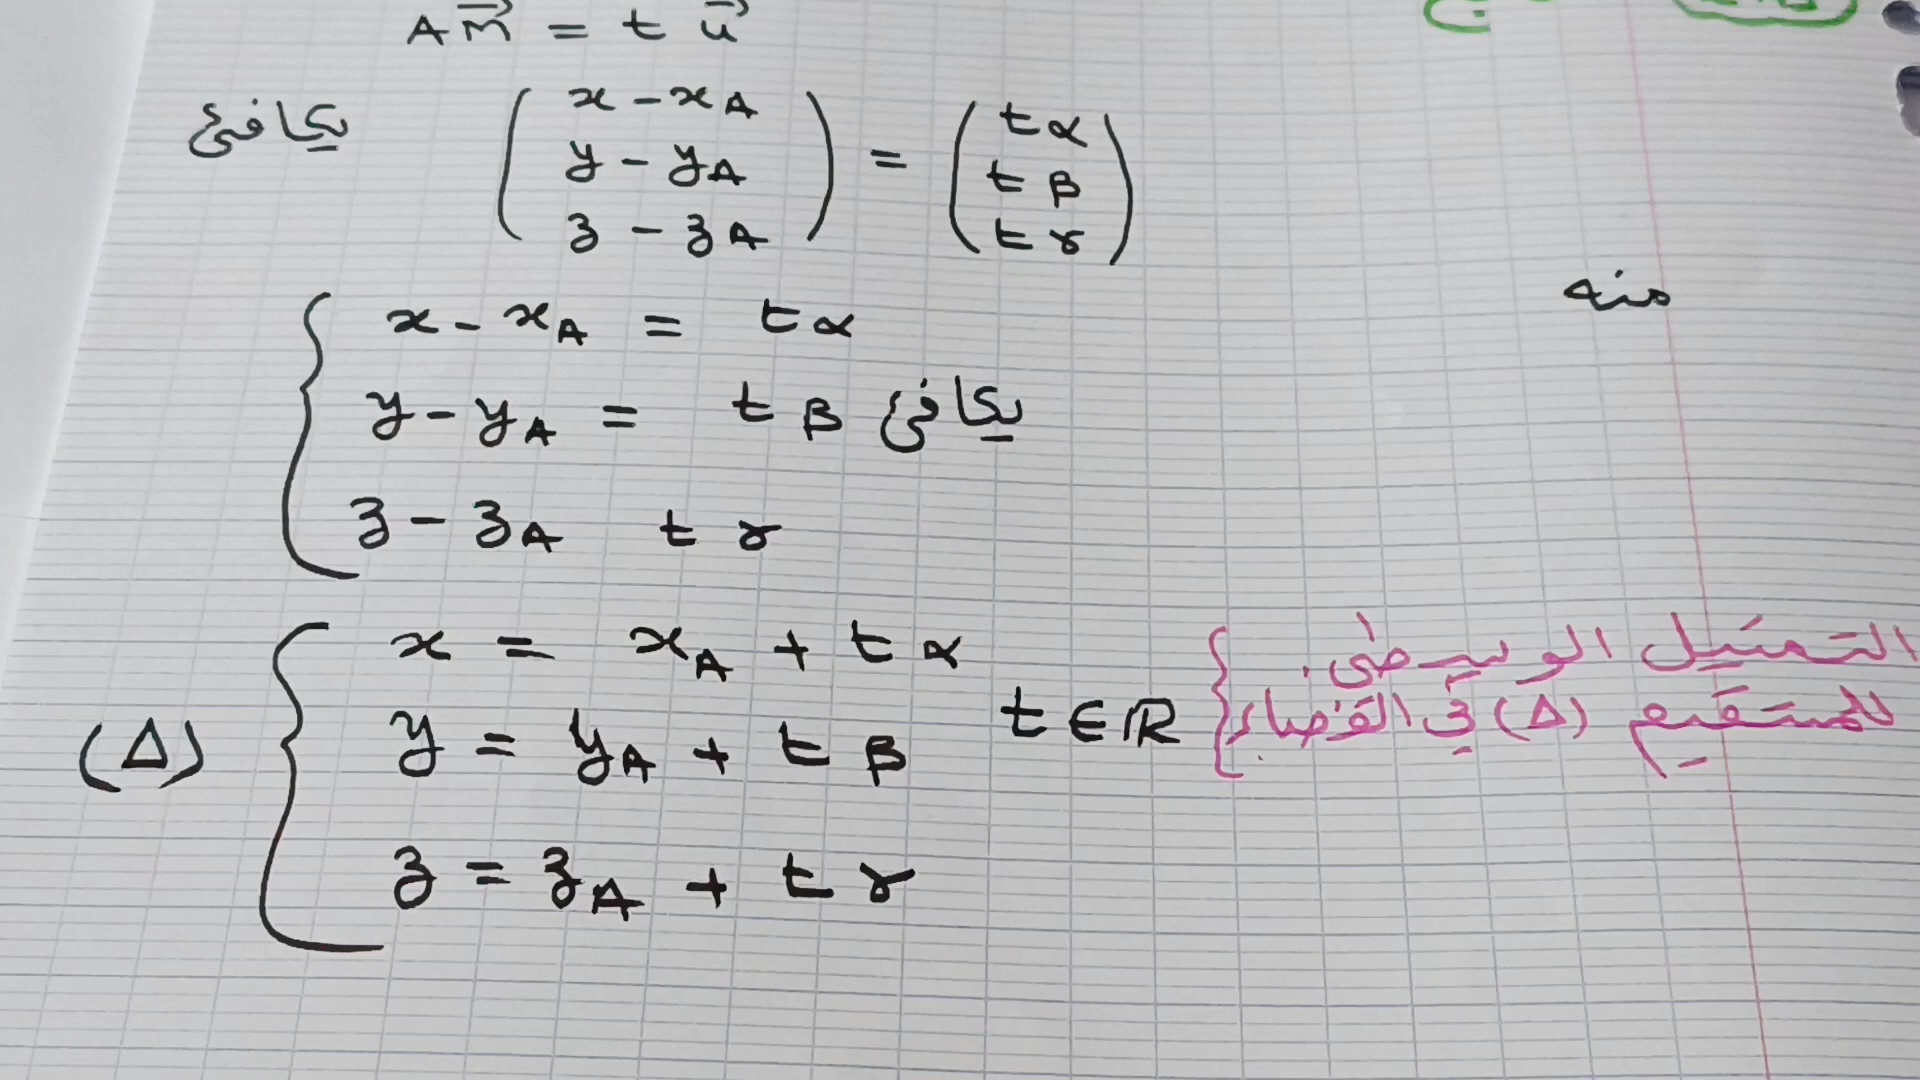 AM⃗ = t u⃗
يكافئ
( x - xA ) = ( tα )
( y - yA ) = ( tβ )
( z - zA ) = ( tγ )
منه
{ x - xA = tα
{ y - yA = tβ يكافئ
{ z - zA tγ
(Δ) { x = xA + tα
{ y = yA + tβ t ∈ ℝ
{ z = zA + tγ
{ التمثيل الوسيطي
للمستقيم (Δ) في الفضاء